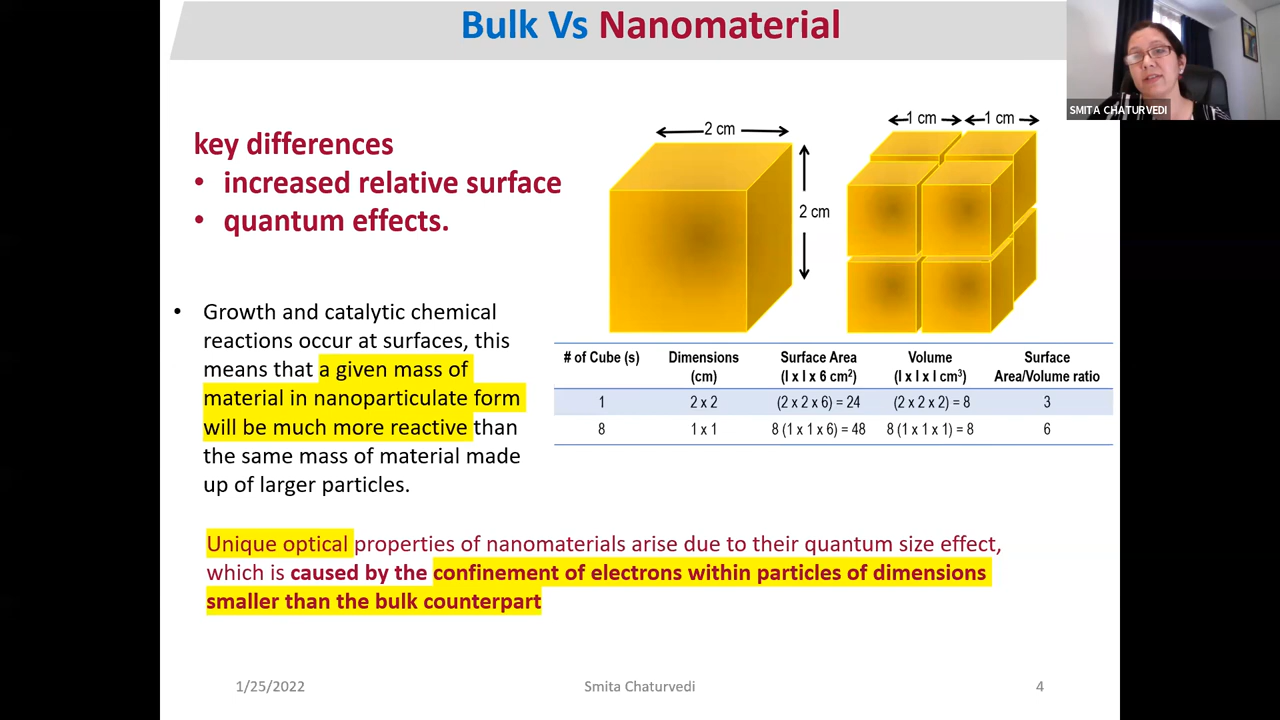 Bulk Vs Nanomaterial
SMITA CHATURVEDI
key differences
• increased relative surface
• quantum effects.
2 cm
2 cm
1 cm
1 cm
• Growth and catalytic chemical
reactions occur at surfaces, this
means that a given mass of
material in nanoparticulate form
will be much more reactive than
the same mass of material made
up of larger particles.
# of Cube (s) Dimensions (cm) Surface Area (l x l x 6 cm²) Volume (l x l x l cm³) Surface Area/Volume ratio
1 2 x 2 (2 x 2 x 6) = 24 (2 x 2 x 2) = 8 3
8 1 x 1 8 (1 x 1 x 6) = 48 8 (1 x 1 x 1) = 8 6
Unique optical properties of nanomaterials arise due to their quantum size effect,
which is caused by the confinement of electrons within particles of dimensions
smaller than the bulk counterpart
1/25/2022
Smita Chaturvedi
4